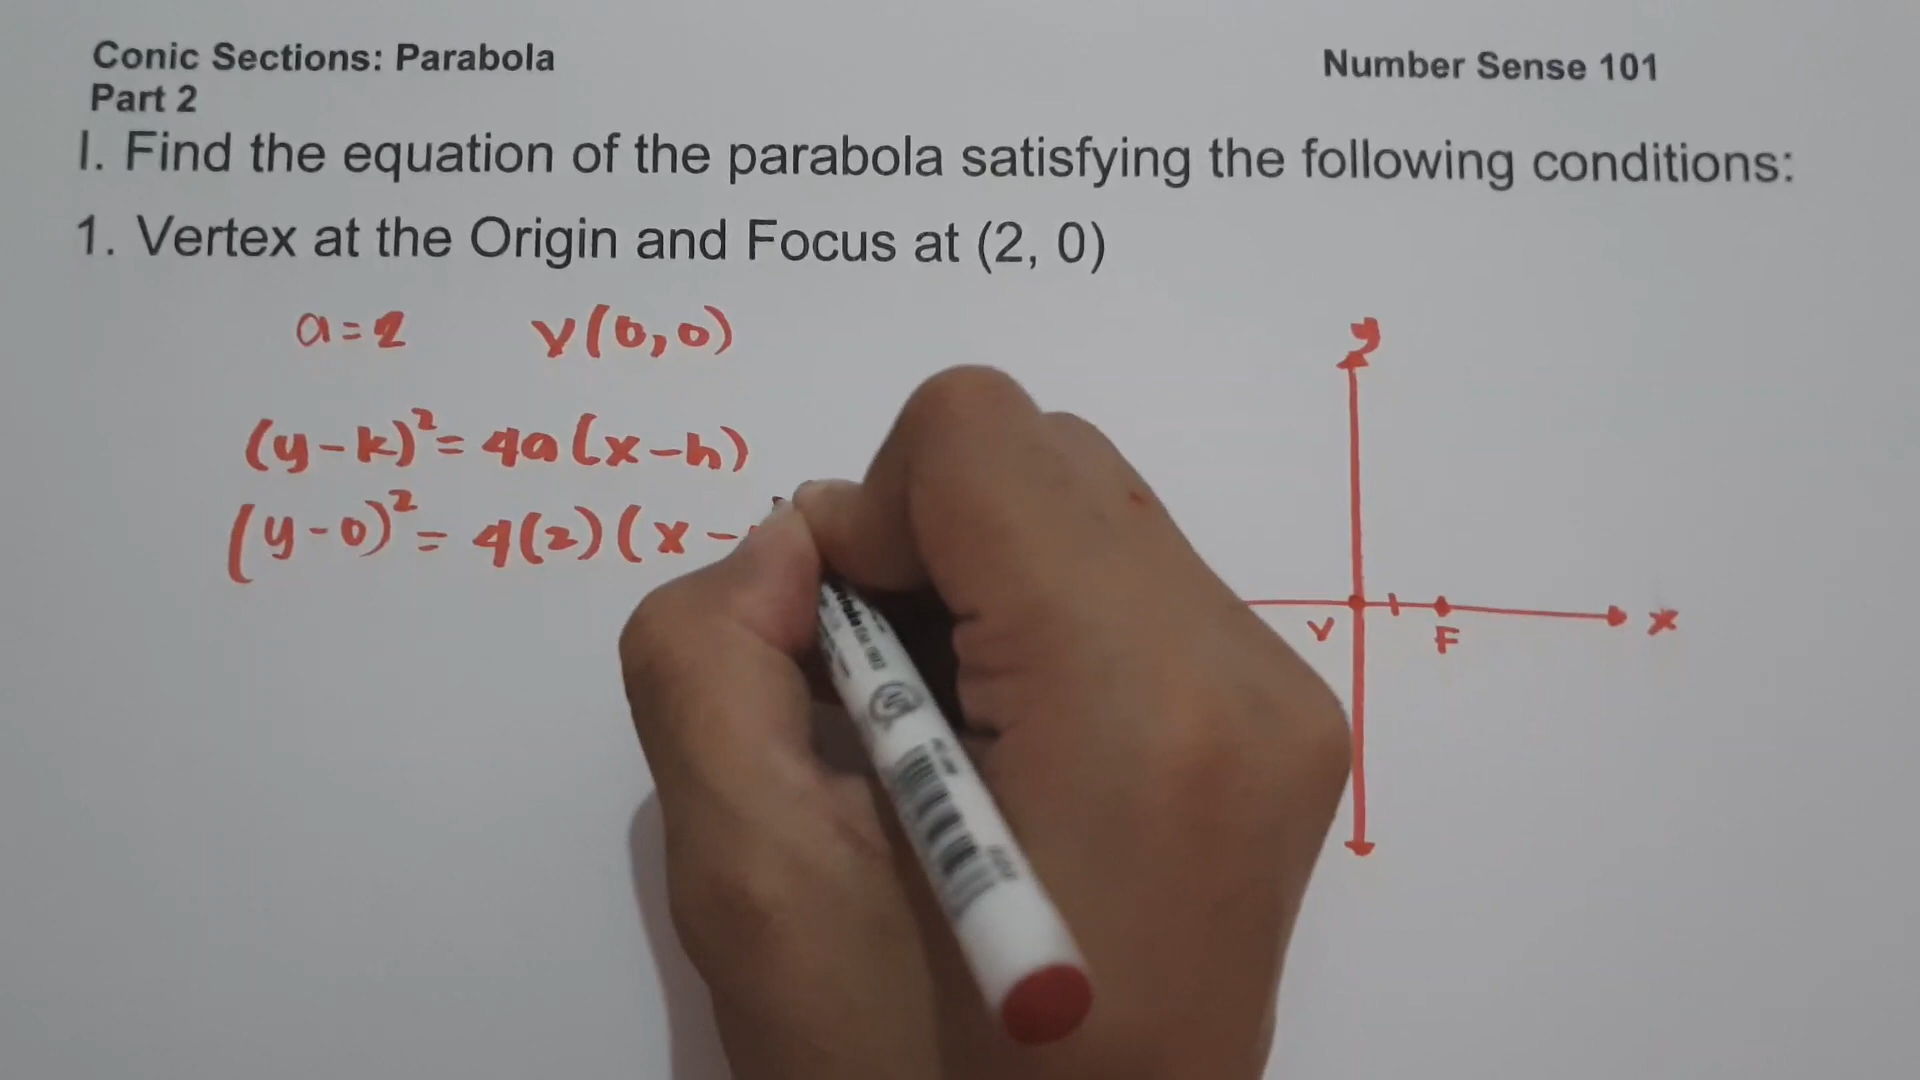 Conic Sections: Parabola
Number Sense 101
Part 2
I. Find the equation of the parabola satisfying the following conditions:
1. Vertex at the Origin and Focus at (2, 0)
a = 2
V(0,0)
(y-k)² = 4a(x-h)
(y-0)² = 4(2)(x-
y
x
V
F